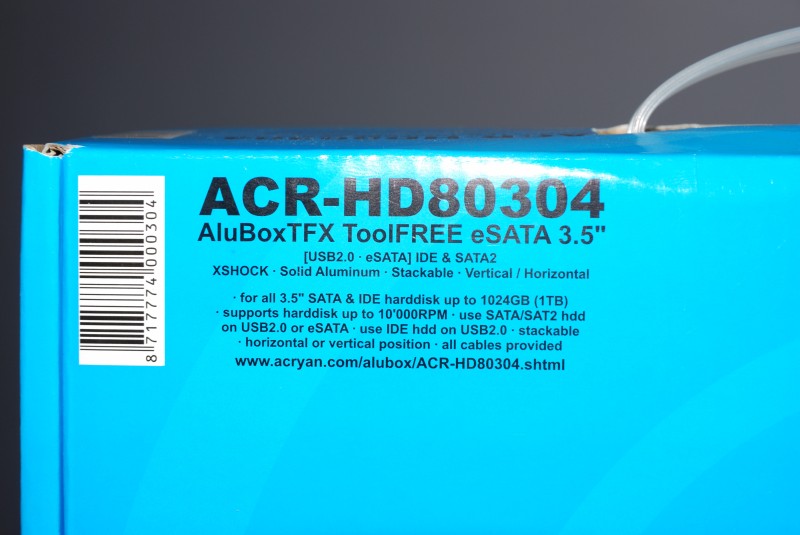 ACR-HD80304
AluBoxTFX ToolFREE eSATA 3.5"
[USB2.0 · eSATA] IDE & SATA2
XSHOCK · Solid Aluminum · Stackable · Vertical / Horizontal
· for all 3.5" SATA & IDE harddisk up to 1024GB (1TB)
· supports harddisk up to 10'000RPM · use SATA/SAT2 hdd
on USB2.0 or eSATA · use IDE hdd on USB2.0 · stackable
· horizontal or vertical position · all cables provided
www.acryan.com/alubox/ACR-HD80304.shtml
8 717774 000304